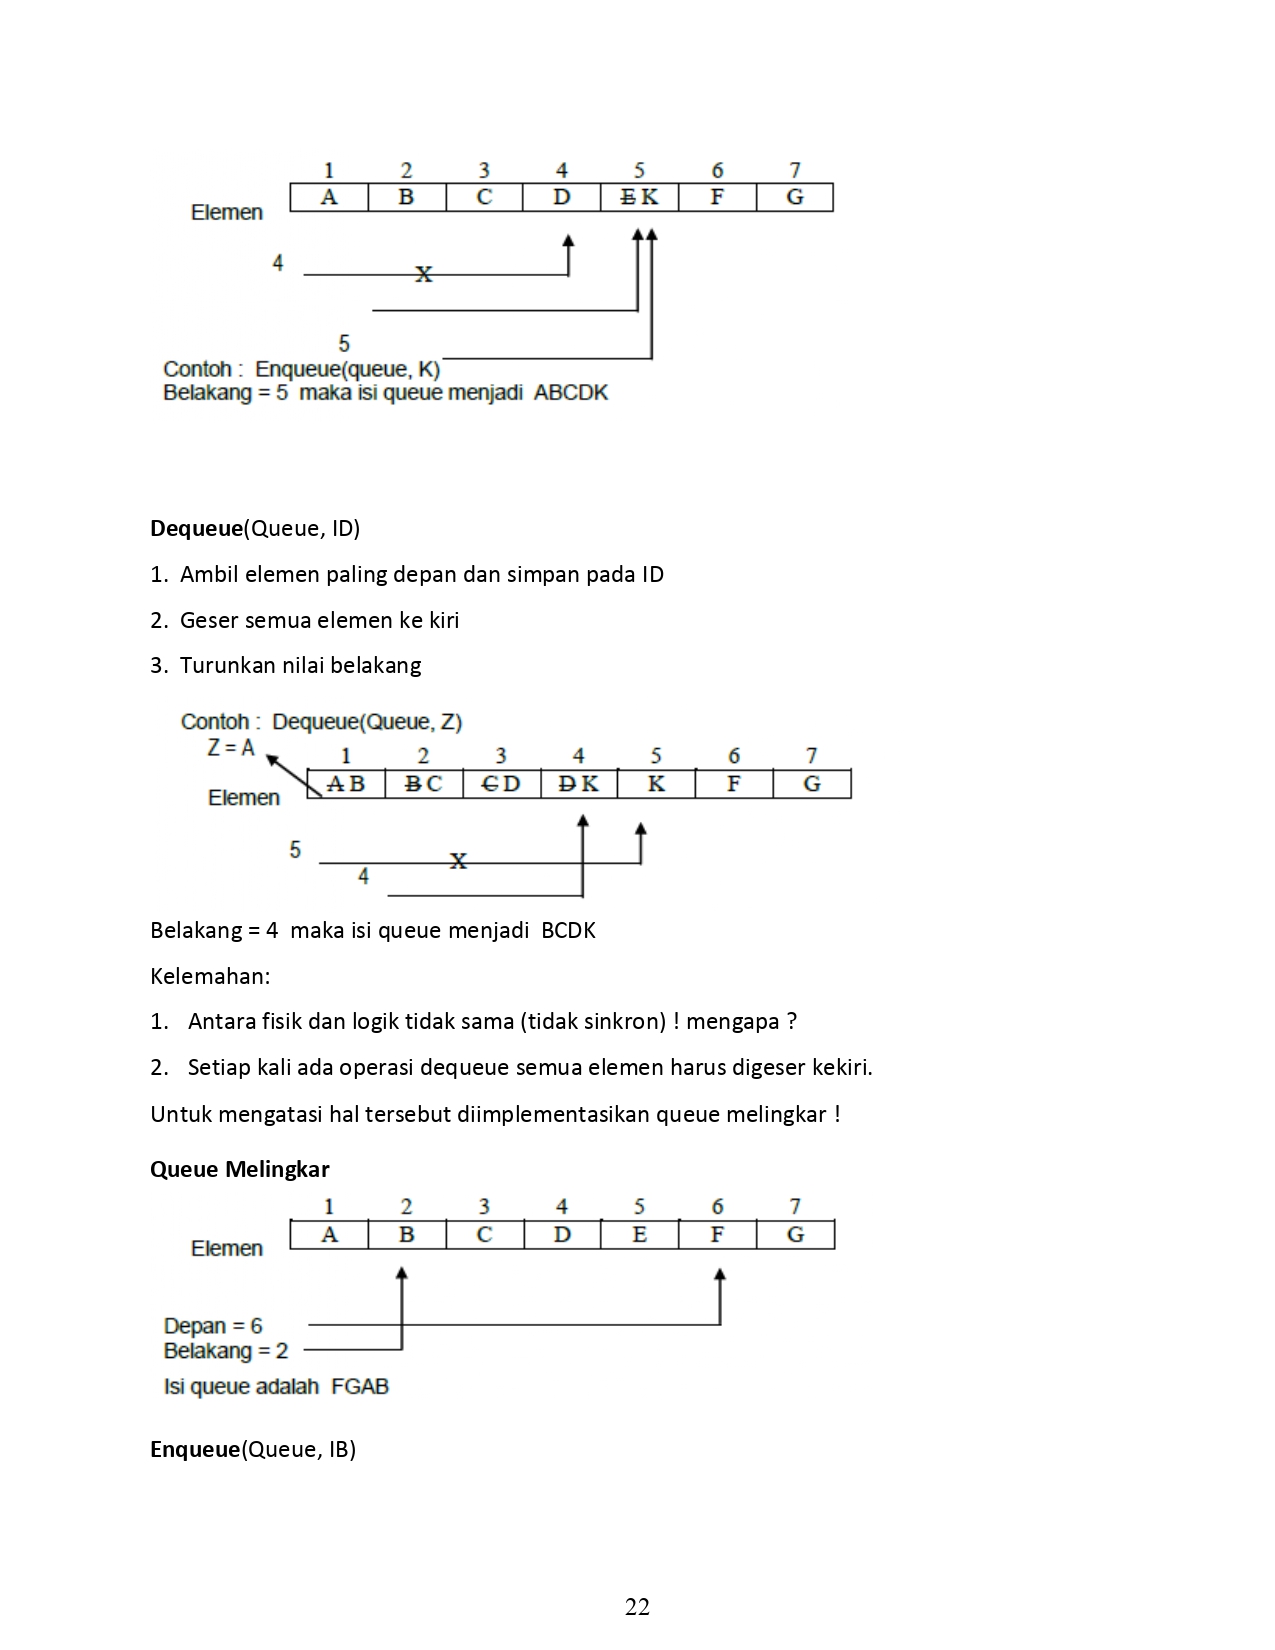 1 2 3 4 5 6 7
A B C D E K F G
Elemen
4
X
5
Contoh : Enqueue(queue, K)
Belakang = 5 maka isi queue menjadi ABCDK
Dequeue(Queue, ID)
1. Ambil elemen paling depan dan simpan pada ID
2. Geser semua elemen ke kiri
3. Turunkan nilai belakang
Contoh : Dequeue(Queue, Z)
Z = A
1 2 3 4 5 6 7
A B B C C D D K K F G
Elemen
5
X
4
Belakang = 4 maka isi queue menjadi BCDK
Kelemahan:
1. Antara fisik dan logik tidak sama (tidak sinkron) ! mengapa ?
2. Setiap kali ada operasi dequeue semua elemen harus digeser kekiri.
Untuk mengatasi hal tersebut diimplementasikan queue melingkar !
Queue Melingkar
1 2 3 4 5 6 7
A B C D E F G
Elemen
Depan = 6
Belakang = 2
Isi queue adalah FGAB
Enqueue(Queue, IB)
22